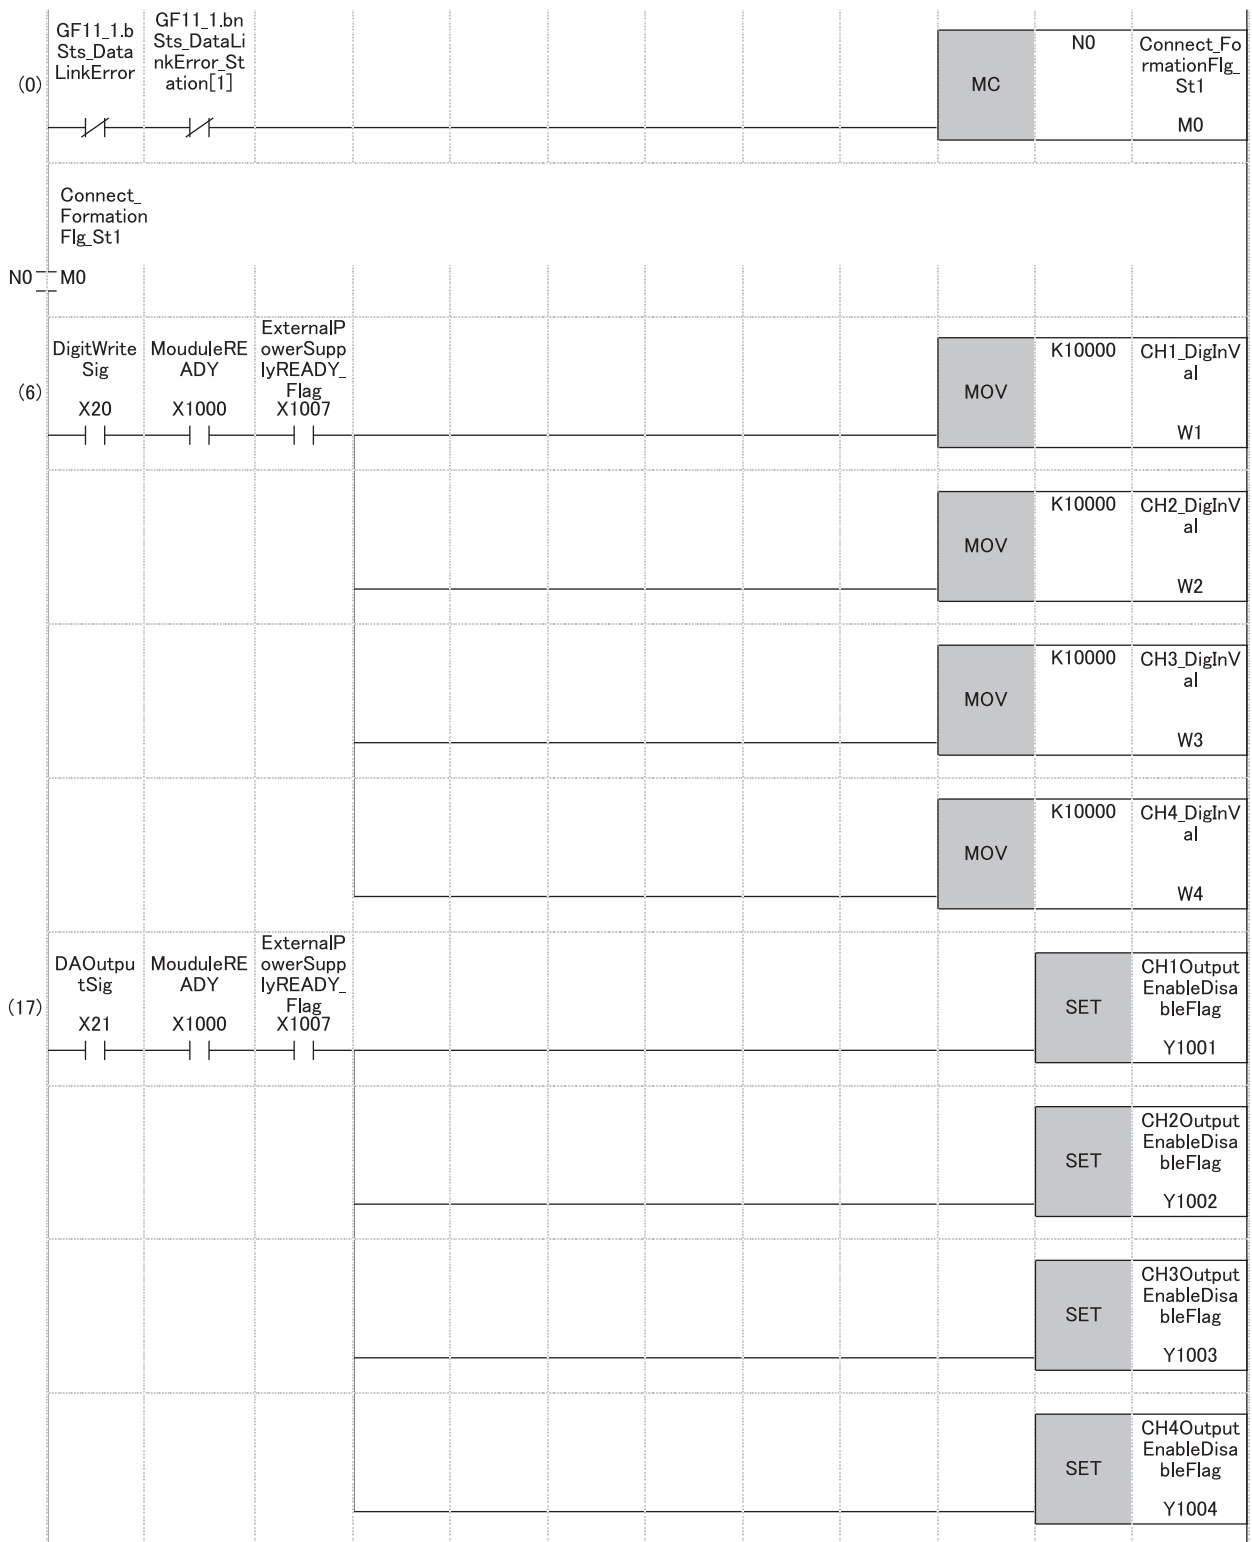 GF11_1.b
Sts_Data
LinkError
GF11_1.bn
Sts_DataLi
nkError_St
ation[1]
(0)
MC
N0
Connect_Fo
rmationFlg_
St1
M0
Connect_
Formation
Flg_St1
N0
M0
(6)
DigitWrite
Sig
X20
MouduleRE
ADY
X1000
ExternalP
owerSupp
lyREADY_
Flag
X1007
MOV
K10000
CH1_DigInV
al
W1
MOV
K10000
CH2_DigInV
al
W2
MOV
K10000
CH3_DigInV
al
W3
MOV
K10000
CH4_DigInV
al
W4
(17)
DAOutpu
tSig
X21
MouduleRE
ADY
X1000
ExternalP
owerSupp
lyREADY_
Flag
X1007
SET
CH1Output
EnableDisa
bleFlag
Y1001
SET
CH2Output
EnableDisa
bleFlag
Y1002
SET
CH3Output
EnableDisa
bleFlag
Y1003
SET
CH4Output
EnableDisa
bleFlag
Y1004